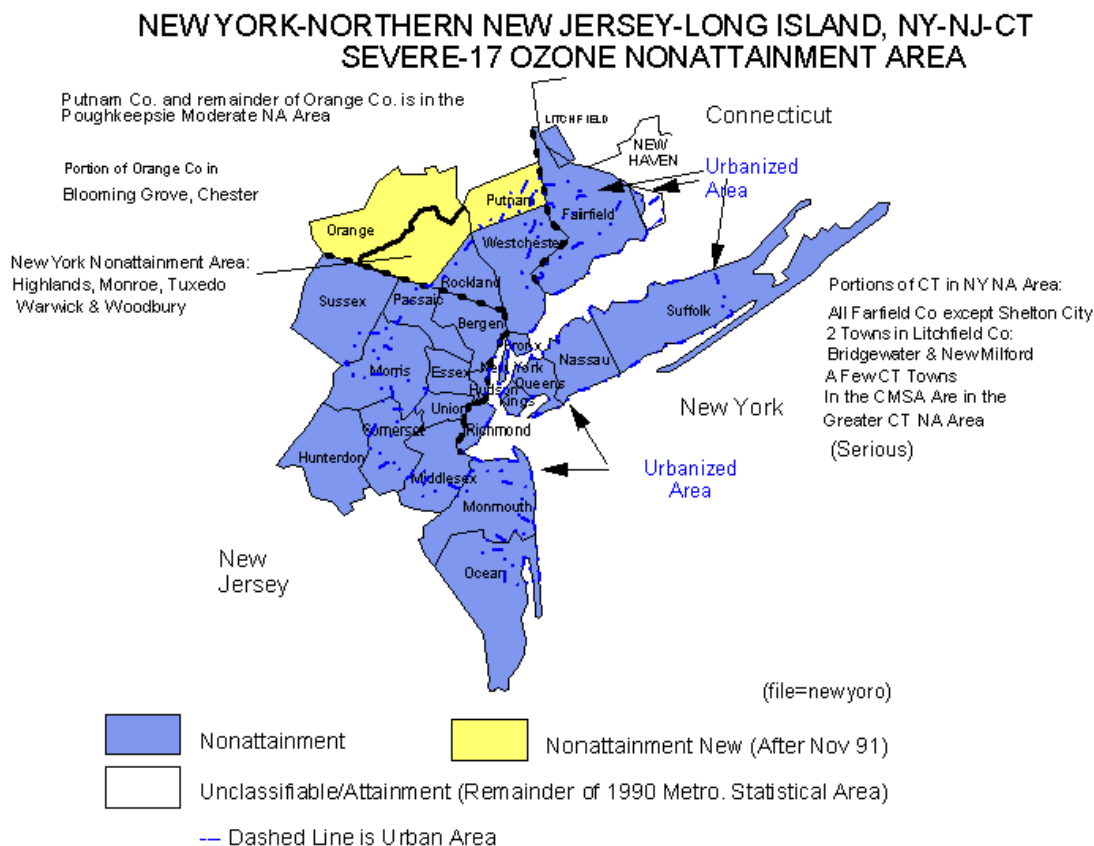 NEW YORK-NORTHERN NEW JERSEY-LONG ISLAND, NY-NJ-CT
SEVERE-17 OZONE NONATTAINMENT AREA
Putnam Co. and remainder of Orange Co. is in the
Poughkeepsie Moderate NA Area
LITCHFIELD
Connecticut
NEW
HAVEN
Urbanized
Area
Portion of Orange Co in
Blooming Grove, Chester
Putnam
Fairfield
Orange
Westchester
New York Nonattainment Area:
Highlands, Monroe, Tuxedo
Warwick & Woodbury
Rockland
Sussex
Passaic
Bergen
Suffolk
Portions of CT in NY NA Area:
All Farfield Co except Shelton City
2 Towns in Litchfield Co:
Bridgewater & New Milford
A Few CT Towns
In the CMSA Are in the
Greater CT NA Area
(Serious)
Bronx
Nassau
Morris
Essex
New York
Queens
Hudson
Kings
Union
New York
Somerset
Richmond
Hunterdon
Middlesex
Urbanized
Area
Monmouth
New
Jersey
Ocean
(file=newyoro)
Nonattainment
Nonattainment New (After Nov 91)
Unclassifiable/Attainment (Remainder of 1990 Metro. Statistical Area)
--- Dashed Line is Urban Area